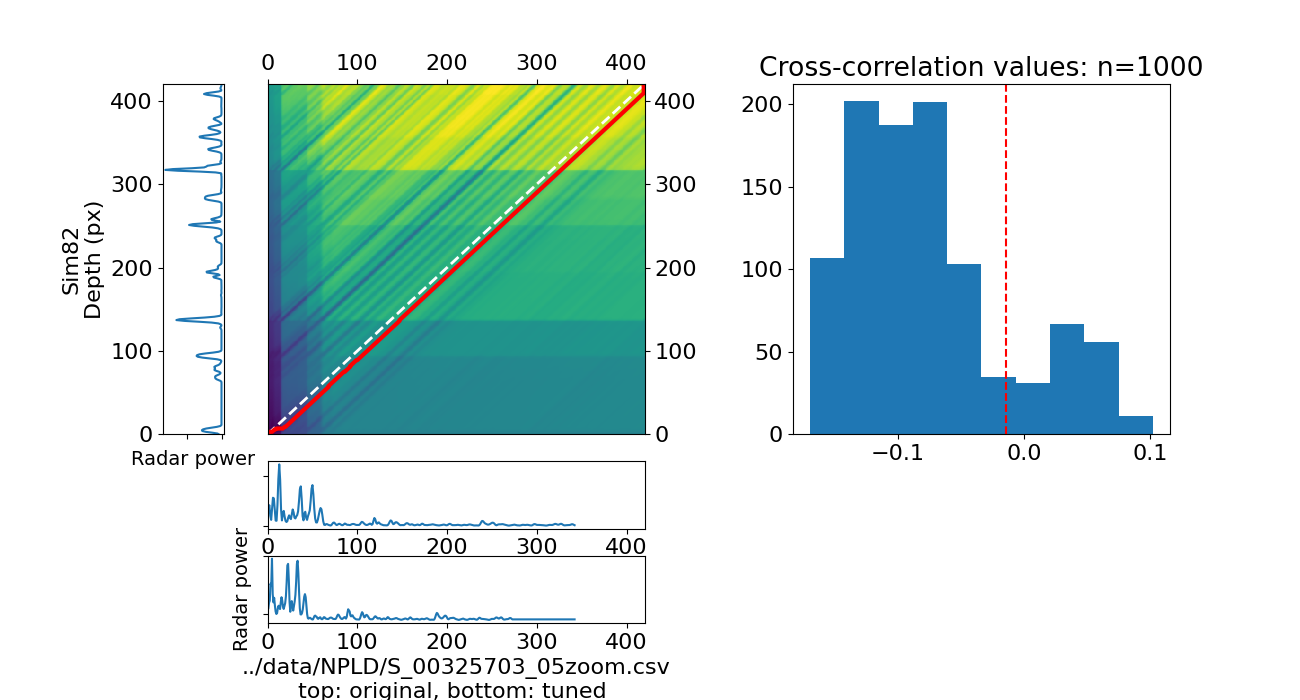 0 100 200 300 400
Cross-correlation values: n=1000
400
300
200
100
0
Sim82
Depth (px)
Radar power
400
300
200
100
0
200
150
100
50
0
−0.1 0.0 0.1
0 100 200 300 400
Radar power
0 100 200 300 400
../data/NPLD/S_00325703_05zoom.csv
top: original, bottom: tuned